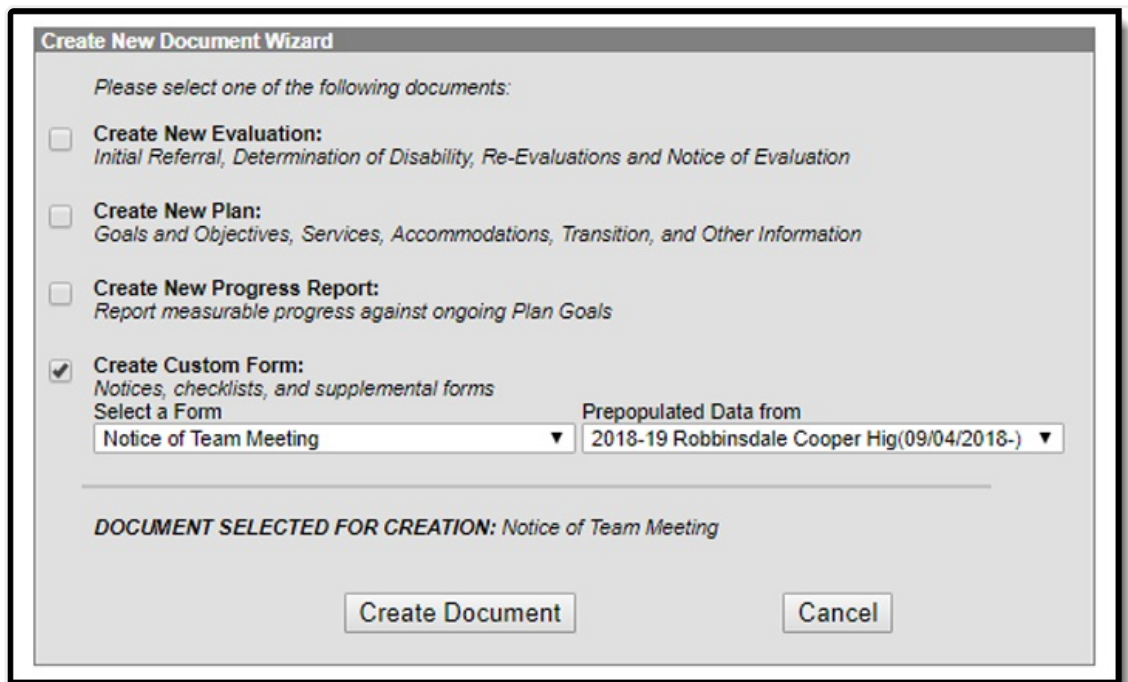 Create New Document Wizard
Please select one of the following documents:
Create New Evaluation:
Initial Referral, Determination of Disability, Re-Evaluations and Notice of Evaluation
Create New Plan:
Goals and Objectives, Services, Accommodations, Transition, and Other Information
Create New Progress Report:
Report measurable progress against ongoing Plan Goals
Create Custom Form:
Notices, checklists, and supplemental forms
Select a Form Prepopulated Data from
Notice of Team Meeting 2018-19 Robbinsdale Cooper Hig(09/04/2018-)
DOCUMENT SELECTED FOR CREATION: Notice of Team Meeting
Create Document Cancel